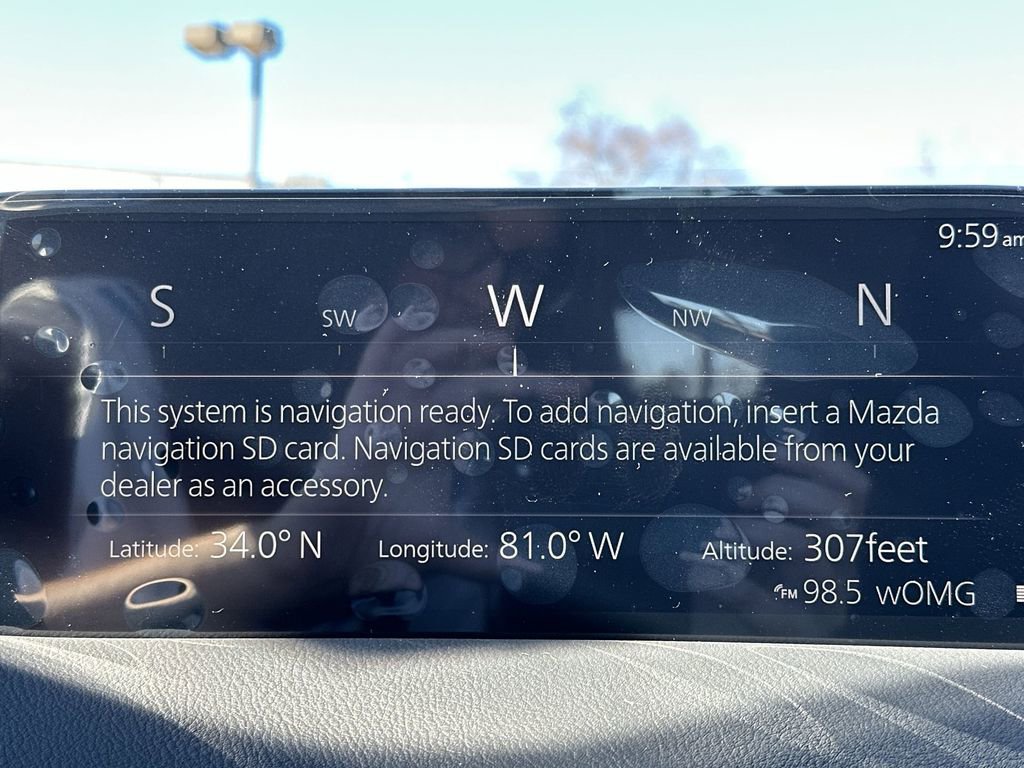 9:59 am
S SW W NW N
This system is navigation ready. To add navigation, insert a Mazda
navigation SD card. Navigation SD cards are available from your
dealer as an accessory.
Latitude: 34.0° N Longitude: 81.0° W Altitude: 307feet
FM 98.5 wOMG